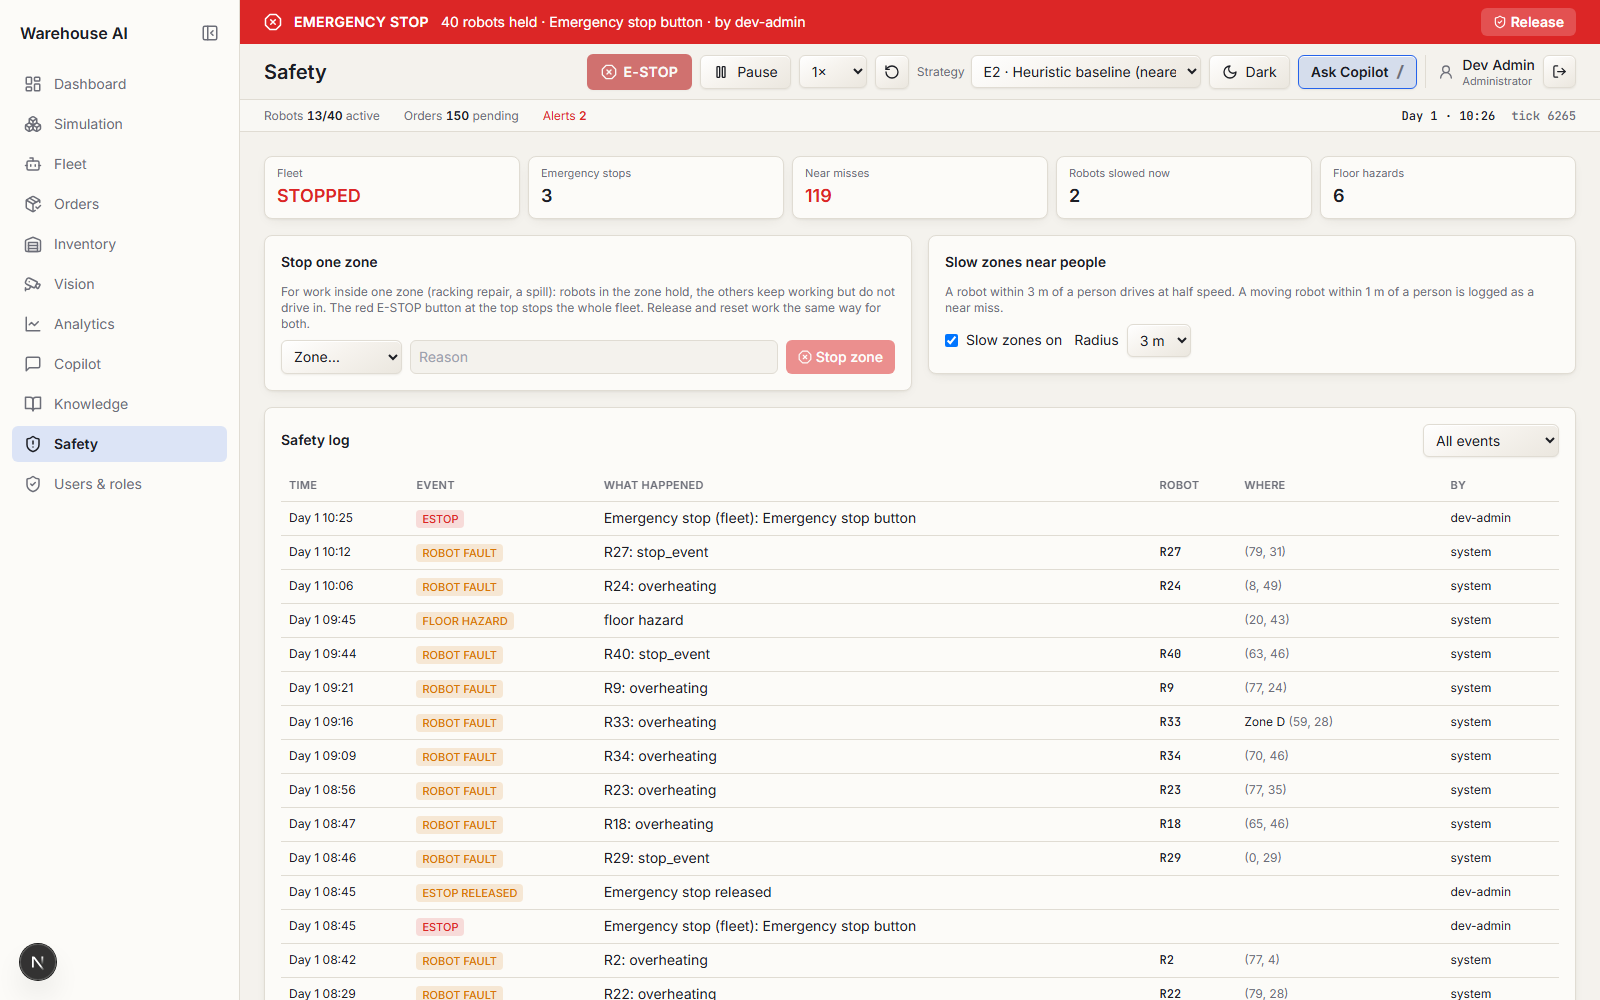 Warehouse AI
Dashboard
Simulation
Fleet
Orders
Inventory
Vision
Analytics
Copilot
Knowledge
Safety
Users & roles
N
EMERGENCY STOP 40 robots held · Emergency stop button · by dev-admin
Release
Safety
E-STOP
Pause
1×
Strategy
E2 · Heuristic baseline (neare
Dark
Ask Copilot /
Dev Admin
Administrator
Robots 13/40 active
Orders 150 pending
Alerts 2
Day 1 · 10:26 tick 6265
Fleet
STOPPED
Emergency stops
3
Near misses
119
Robots slowed now
2
Floor hazards
6
Stop one zone
For work inside one zone (racking repair, a spill): robots in the zone hold, the others keep working but do not
drive in. The red E-STOP button at the top stops the whole fleet. Release and reset work the same way for
both.
Zone...
Reason
Stop zone
Slow zones near people
A robot within 3 m of a person drives at half speed. A moving robot within 1 m of a person is logged as a
near miss.
Slow zones on
Radius
3 m
Safety log
All events
TIME EVENT WHAT HAPPENED ROBOT WHERE BY
Day 1 10:25 ESTOP Emergency stop (fleet): Emergency stop button dev-admin
Day 1 10:12 ROBOT FAULT R27: stop_event R27 (79, 31) system
Day 1 10:06 ROBOT FAULT R24: overheating R24 (8, 49) system
Day 1 09:45 FLOOR HAZARD floor hazard (20, 43) system
Day 1 09:44 ROBOT FAULT R40: stop_event R40 (63, 46) system
Day 1 09:21 ROBOT FAULT R9: overheating R9 (77, 24) system
Day 1 09:16 ROBOT FAULT R33: overheating R33 Zone D (59, 28) system
Day 1 09:09 ROBOT FAULT R34: overheating R34 (70, 46) system
Day 1 08:56 ROBOT FAULT R23: overheating R23 (77, 35) system
Day 1 08:47 ROBOT FAULT R18: overheating R18 (65, 46) system
Day 1 08:46 ROBOT FAULT R29: stop_event R29 (0, 29) system
Day 1 08:45 ESTOP RELEASED Emergency stop released dev-admin
Day 1 08:45 ESTOP Emergency stop (fleet): Emergency stop button dev-admin
Day 1 08:42 ROBOT FAULT R2: overheating R2 (77, 4) system
Day 1 08:29 ROBOT FAULT R22: overheating R22 (79, 28) system